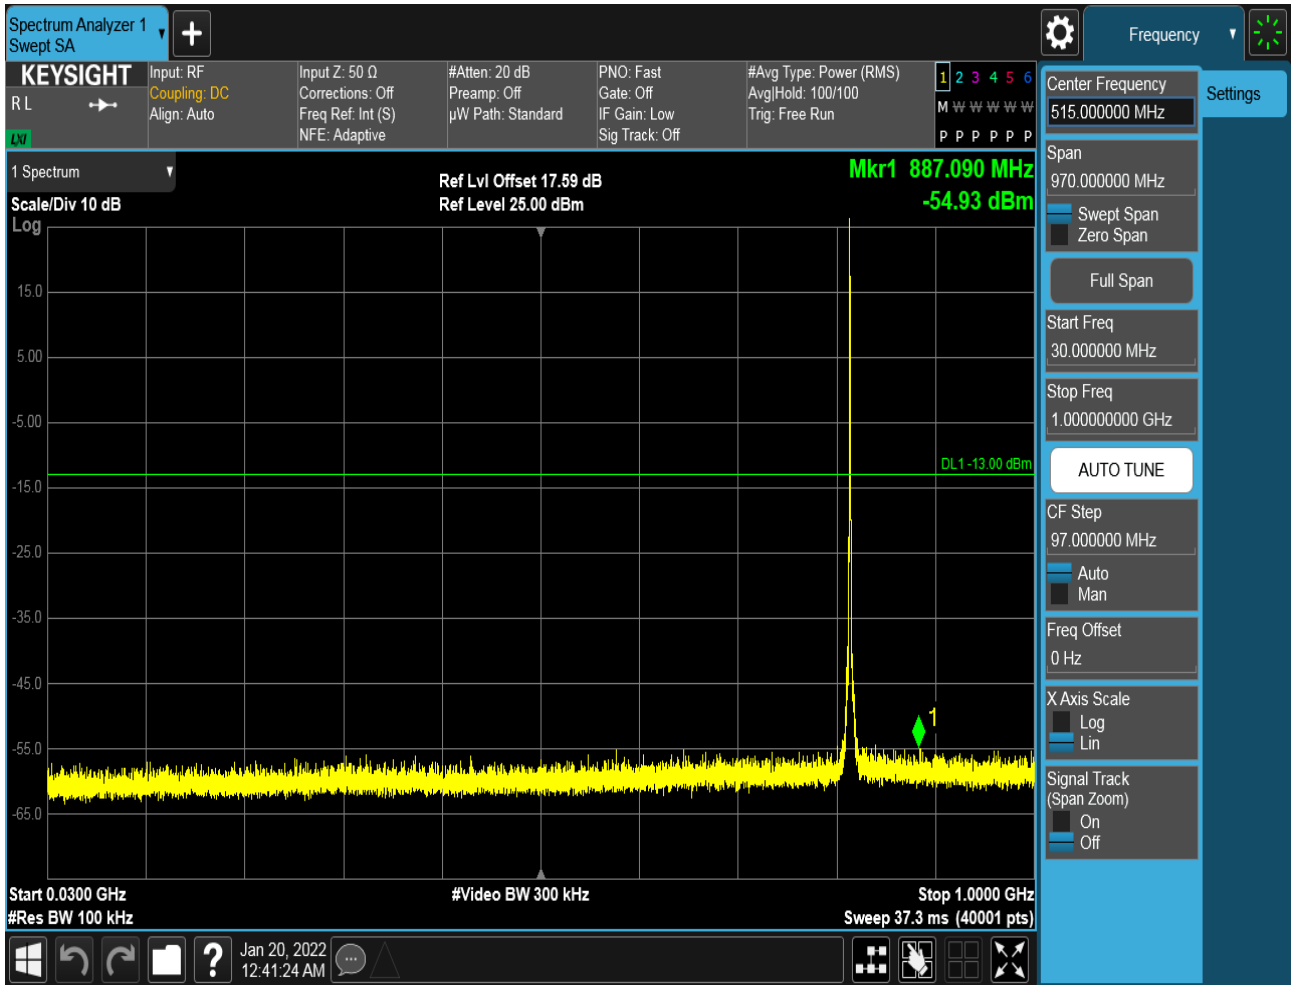 Spectrum Analyzer 1
Swept SA
Frequency
KEYSIGHT
R L
LXI
Input: RF
Coupling: DC
Align: Auto
Input Z: 50 Ω
Corrections: Off
Freq Ref: Int (S)
NFE: Adaptive
#Atten: 20 dB
Preamp: Off
µW Path: Standard
PNO: Fast
Gate: Off
IF Gain: Low
Sig Track: Off
#Avg Type: Power (RMS)
Avg|Hold: 100/100
Trig: Free Run
1 2 3 4 5 6
M W W W W W
P P P P P P
1 Spectrum
Scale/Div 10 dB
Log
Ref Lvl Offset 17.59 dB
Ref Level 25.00 dBm
Mkr1 887.090 MHz
-54.93 dBm
15.0
5.00
-5.00
-15.0
-25.0
-35.0
-45.0
-55.0
-65.0
DL1 -13.00 dBm
1
Start 0.0300 GHz
#Res BW 100 kHz
#Video BW 300 kHz
Stop 1.0000 GHz
Sweep 37.3 ms (40001 pts)
Jan 20, 2022
12:41:24 AM
Center Frequency
515.000000 MHz
Span
970.000000 MHz
Swept Span
Zero Span
Full Span
Start Freq
30.000000 MHz
Stop Freq
1.000000000 GHz
AUTO TUNE
CF Step
97.000000 MHz
Auto
Man
Freq Offset
0 Hz
X Axis Scale
Log
Lin
Signal Track
(Span Zoom)
On
Off
Settings